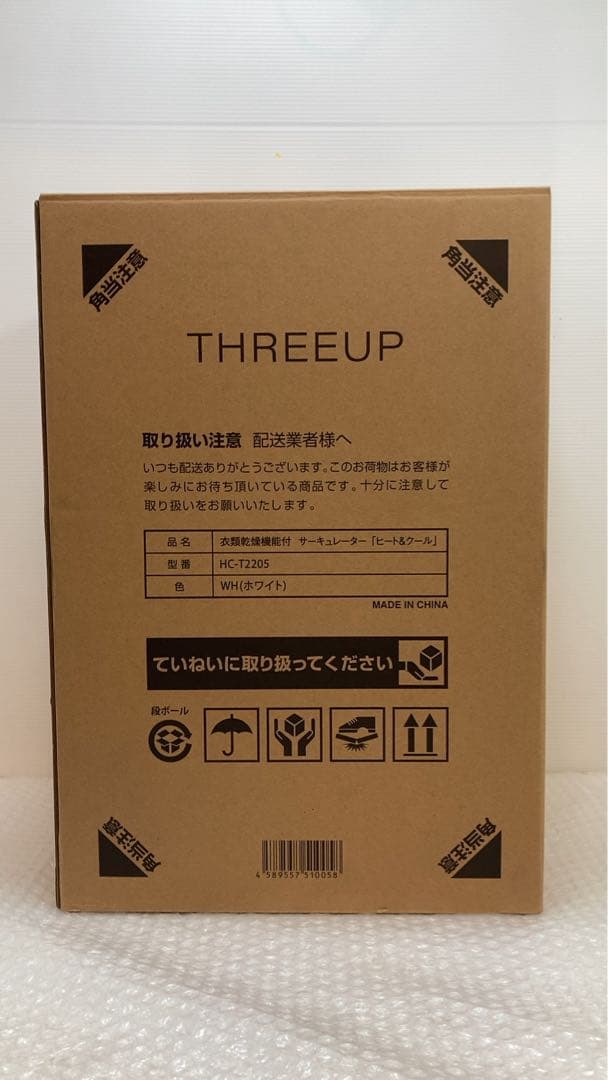 角当注意
角当注意
THREEUP
取り扱い注意 配送業者様へ
いつも配送ありがとうございます。このお荷物はお客様が
楽しみにお待ち頂いている商品です。十分に注意して
取り扱いをお願いいたします。
品名 衣類乾燥機能付 サーキュレーター「ヒート&クール」
型番 HC-T2205
色 WH(ホワイト)
MADE IN CHINA
ていねいに取り扱ってください
段ボール
角当注意
角当注意
4 589557 510058